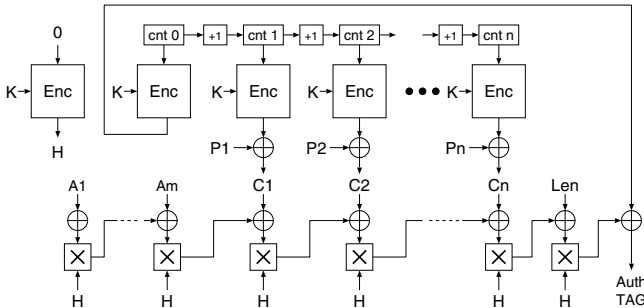 0 cnt 0 +1 cnt 1 +1 cnt 2 +1 cnt n
K Enc K Enc K Enc K Enc K Enc
H P1 P2 Pn
A1 Am C1 C2 Cn Len
H H H H H H Auth
TAG